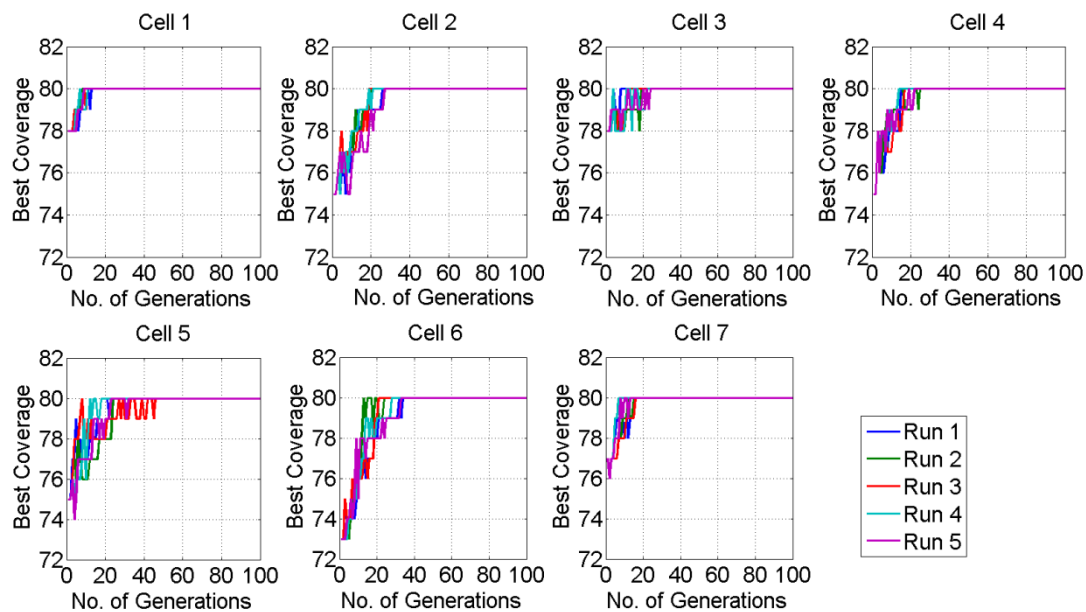 Cell 1
Cell 2
Cell 3
Cell 4
Best Coverage
82
80
78
76
74
72
0 20 40 60 80 100
No. of Generations
Best Coverage
82
80
78
76
74
72
0 20 40 60 80 100
No. of Generations
Best Coverage
82
80
78
76
74
72
0 20 40 60 80 100
No. of Generations
Best Coverage
82
80
78
76
74
72
0 20 40 60 80 100
No. of Generations
Cell 5
Cell 6
Cell 7
Best Coverage
82
80
78
76
74
72
0 20 40 60 80 100
No. of Generations
Best Coverage
82
80
78
76
74
72
0 20 40 60 80 100
No. of Generations
Best Coverage
82
80
78
76
74
72
0 20 40 60 80 100
No. of Generations
Run 1
Run 2
Run 3
Run 4
Run 5